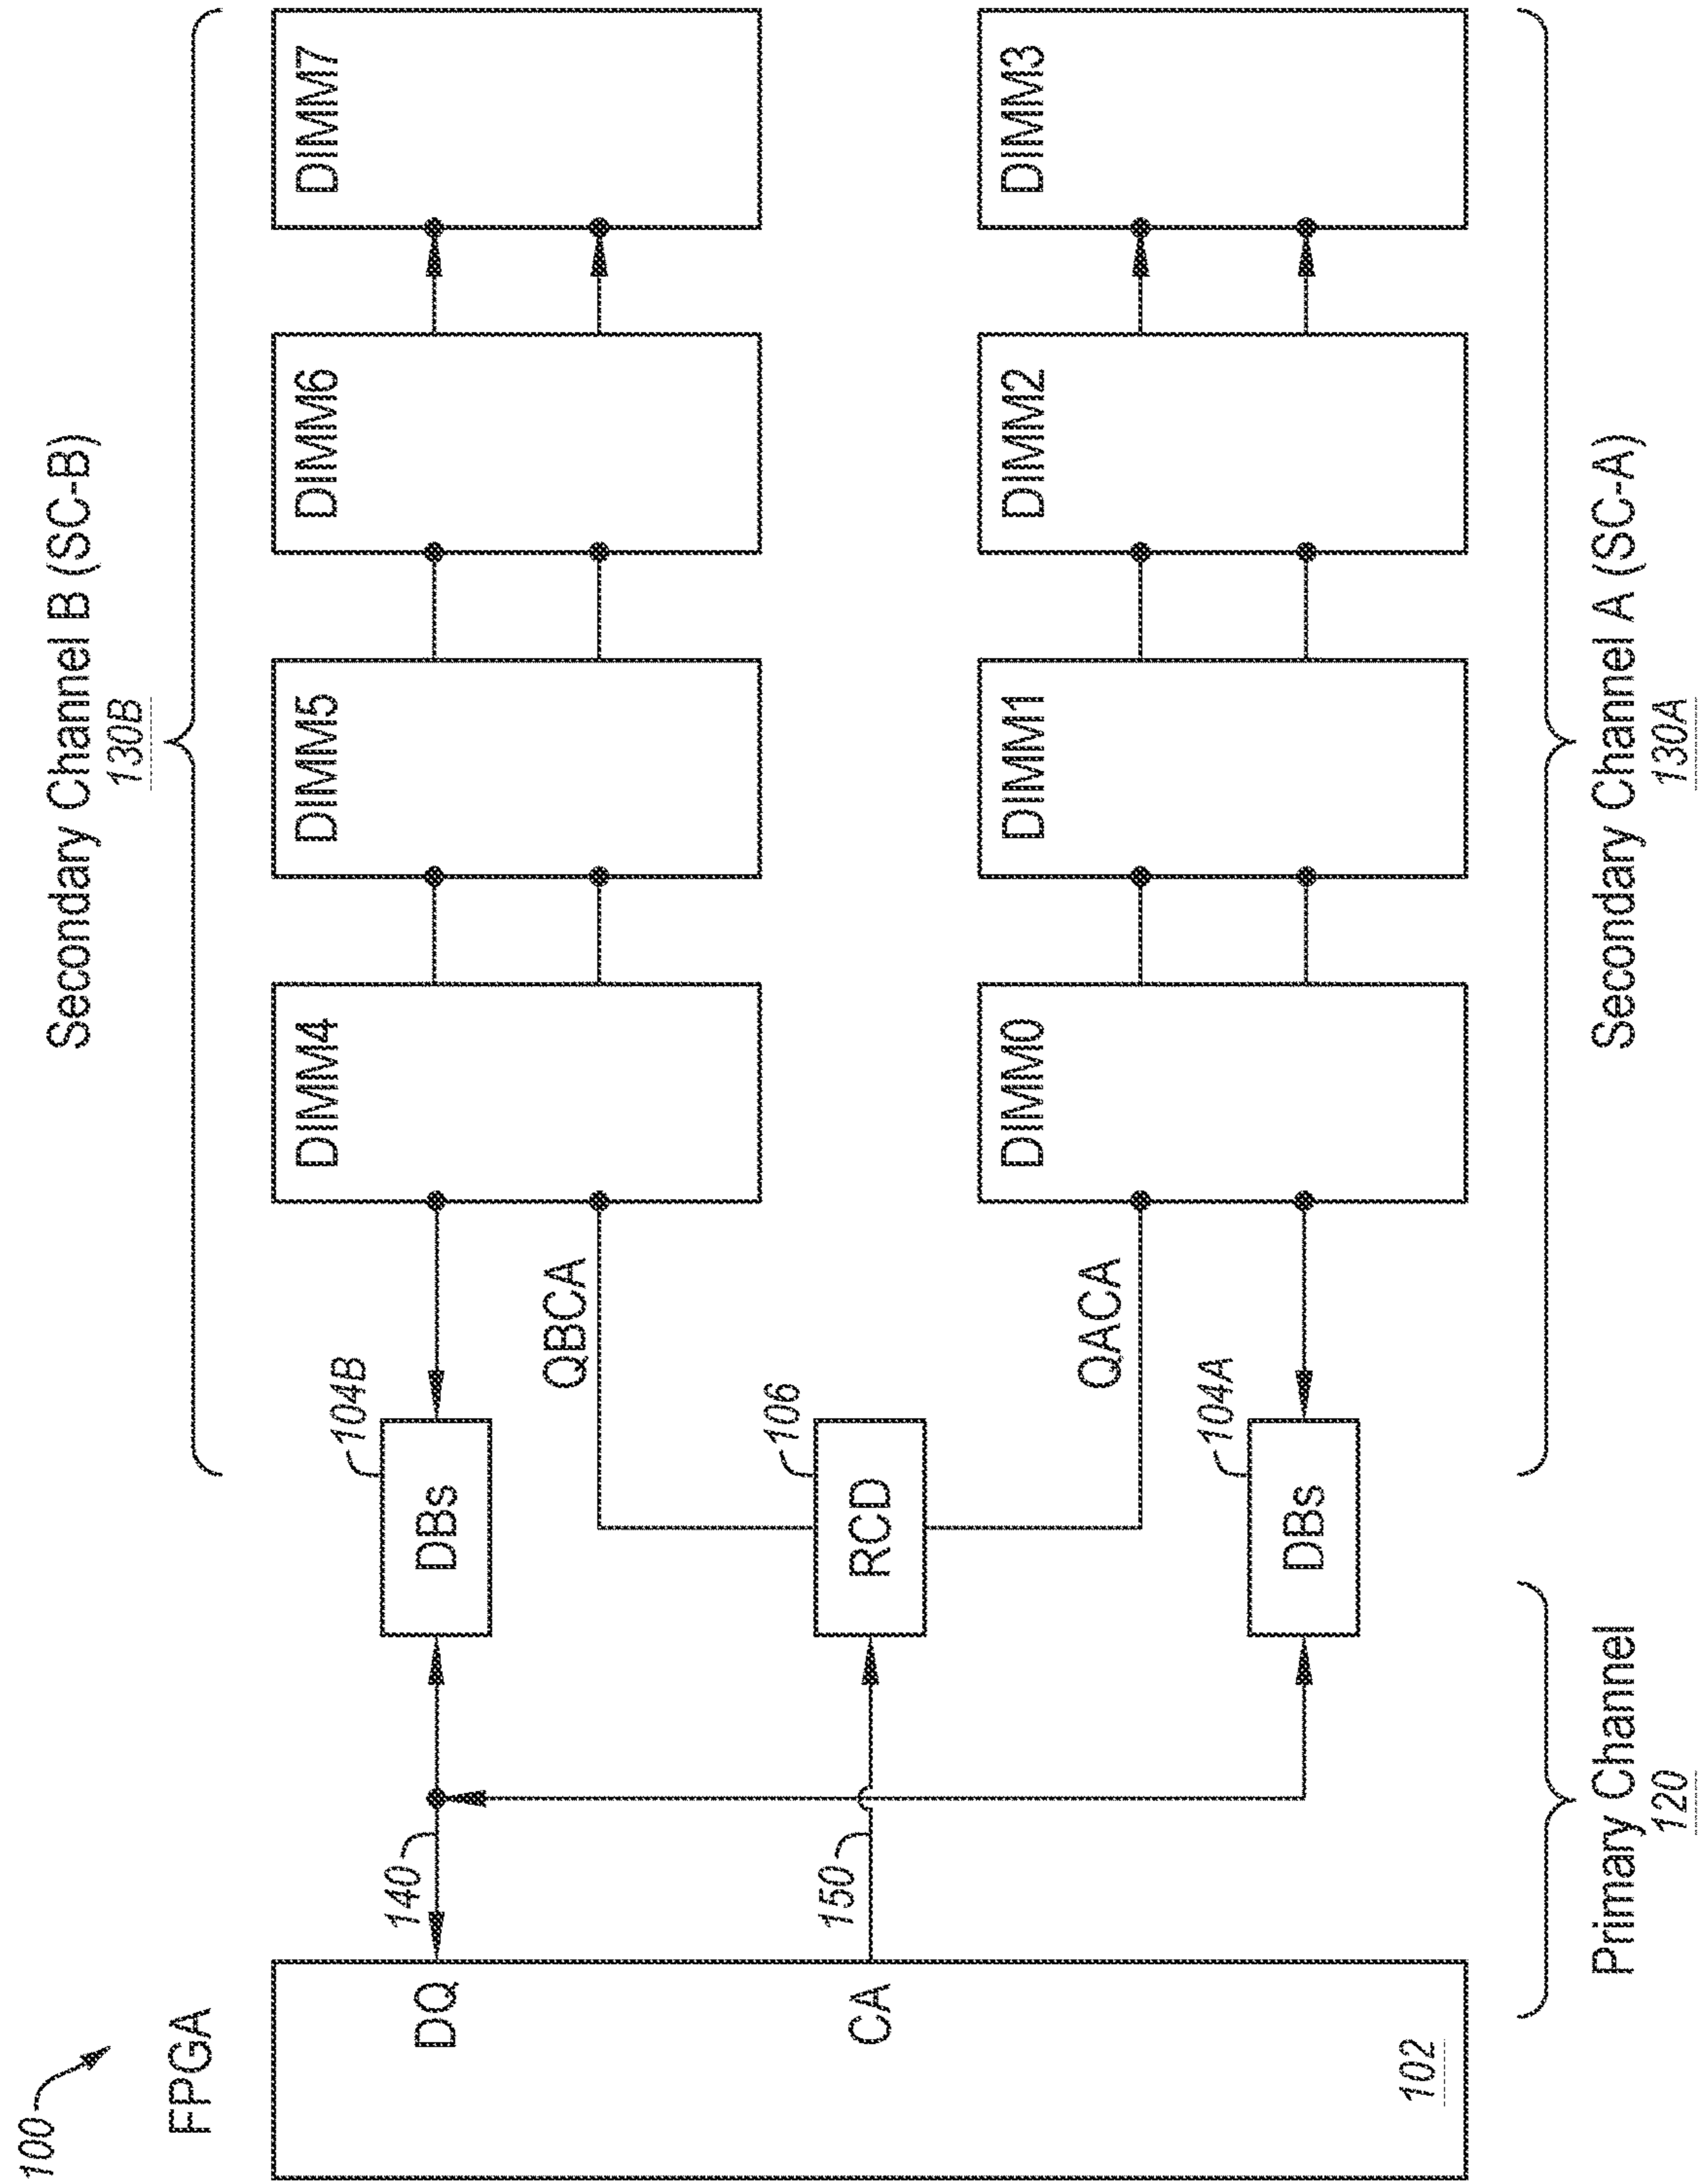 100
FPGA
DQ
CA
102
140
150
Primary Channel
120
DBs
104B
RCD
106
DBs
104A
QBCA
QACA
Secondary Channel B (SC-B)
130B
DIMM4
DIMM5
DIMM6
DIMM7
DIMM0
DIMM1
DIMM2
DIMM3
Secondary Channel A (SC-A)
130A